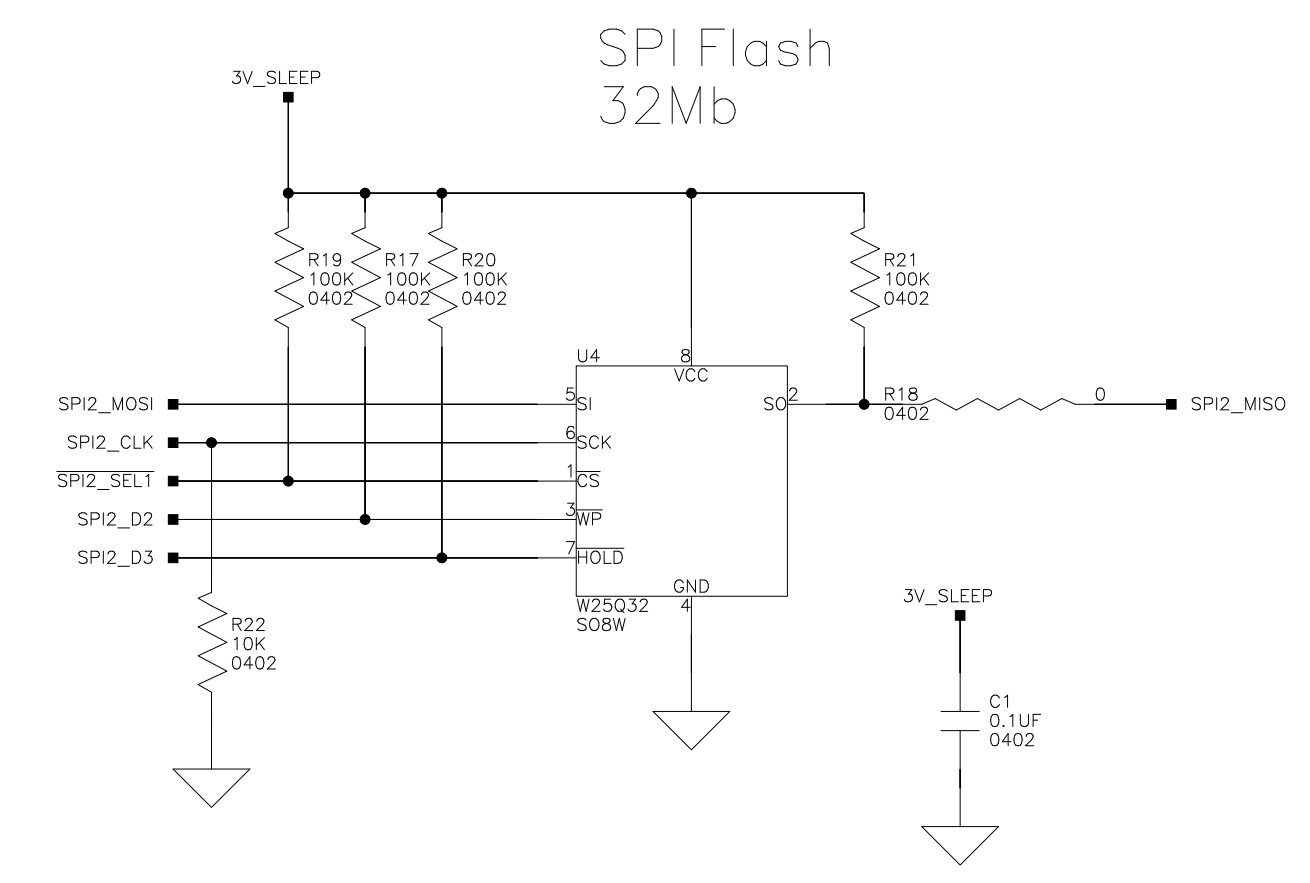 SPI Flash
32Mb
3V_SLEEP
R19
100K
0402
R17
100K
0402
R20
100K
0402
R21
100K
0402
U4
8
VCC
SPI2_MOSI
5
SI
SO
2
R18
0402
0
SPI2_MISO
SPI2_CLK
6
SCK
SPI2_SEL1
1
CS
SPI2_D2
3
WP
SPI2_D3
7
HOLD
GND
4
W25Q32
SO8W
R22
10K
0402
3V_SLEEP
C1
0.1UF
0402